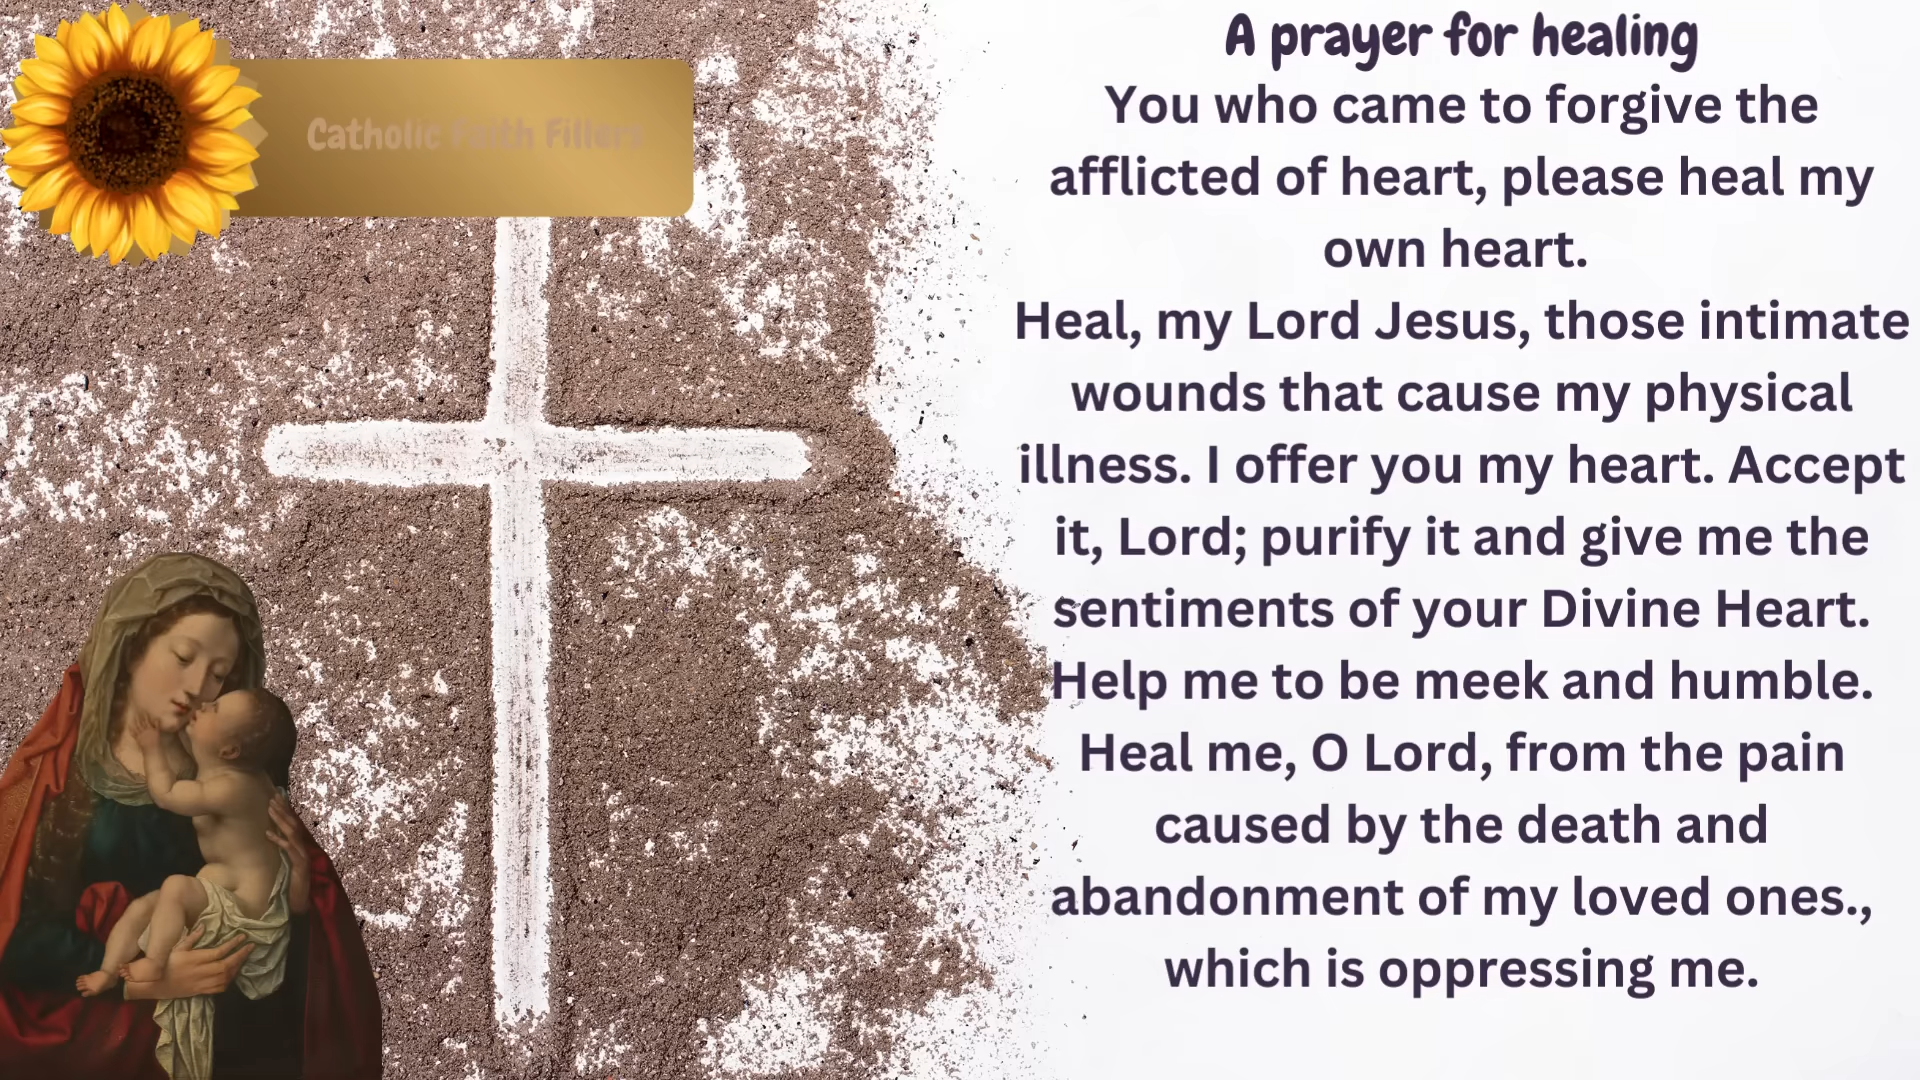 Catholic Faith Fillers
A prayer for healing
You who came to forgive the
afflicted of heart, please heal my
own heart.
Heal, my Lord Jesus, those intimate
wounds that cause my physical
illness. I offer you my heart. Accept
it, Lord; purify it and give me the
sentiments of your Divine Heart.
Help me to be meek and humble.
Heal me, O Lord, from the pain
caused by the death and
abandonment of my loved ones.,
which is oppressing me.